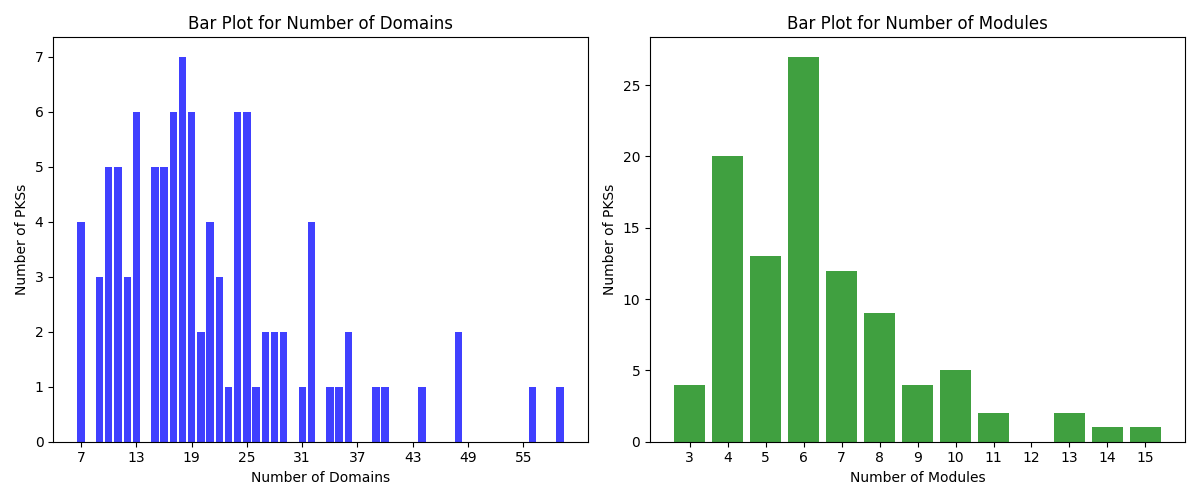 Bar Plot for Number of Domains
Number of PKSs
7
6
5
4
3
2
1
0
7 13 19 25 31 37 43 49 55
Number of Domains
Bar Plot for Number of Modules
Number of PKSs
25
20
15
10
5
0
3 4 5 6 7 8 9 10 11 12 13 14 15
Number of Modules